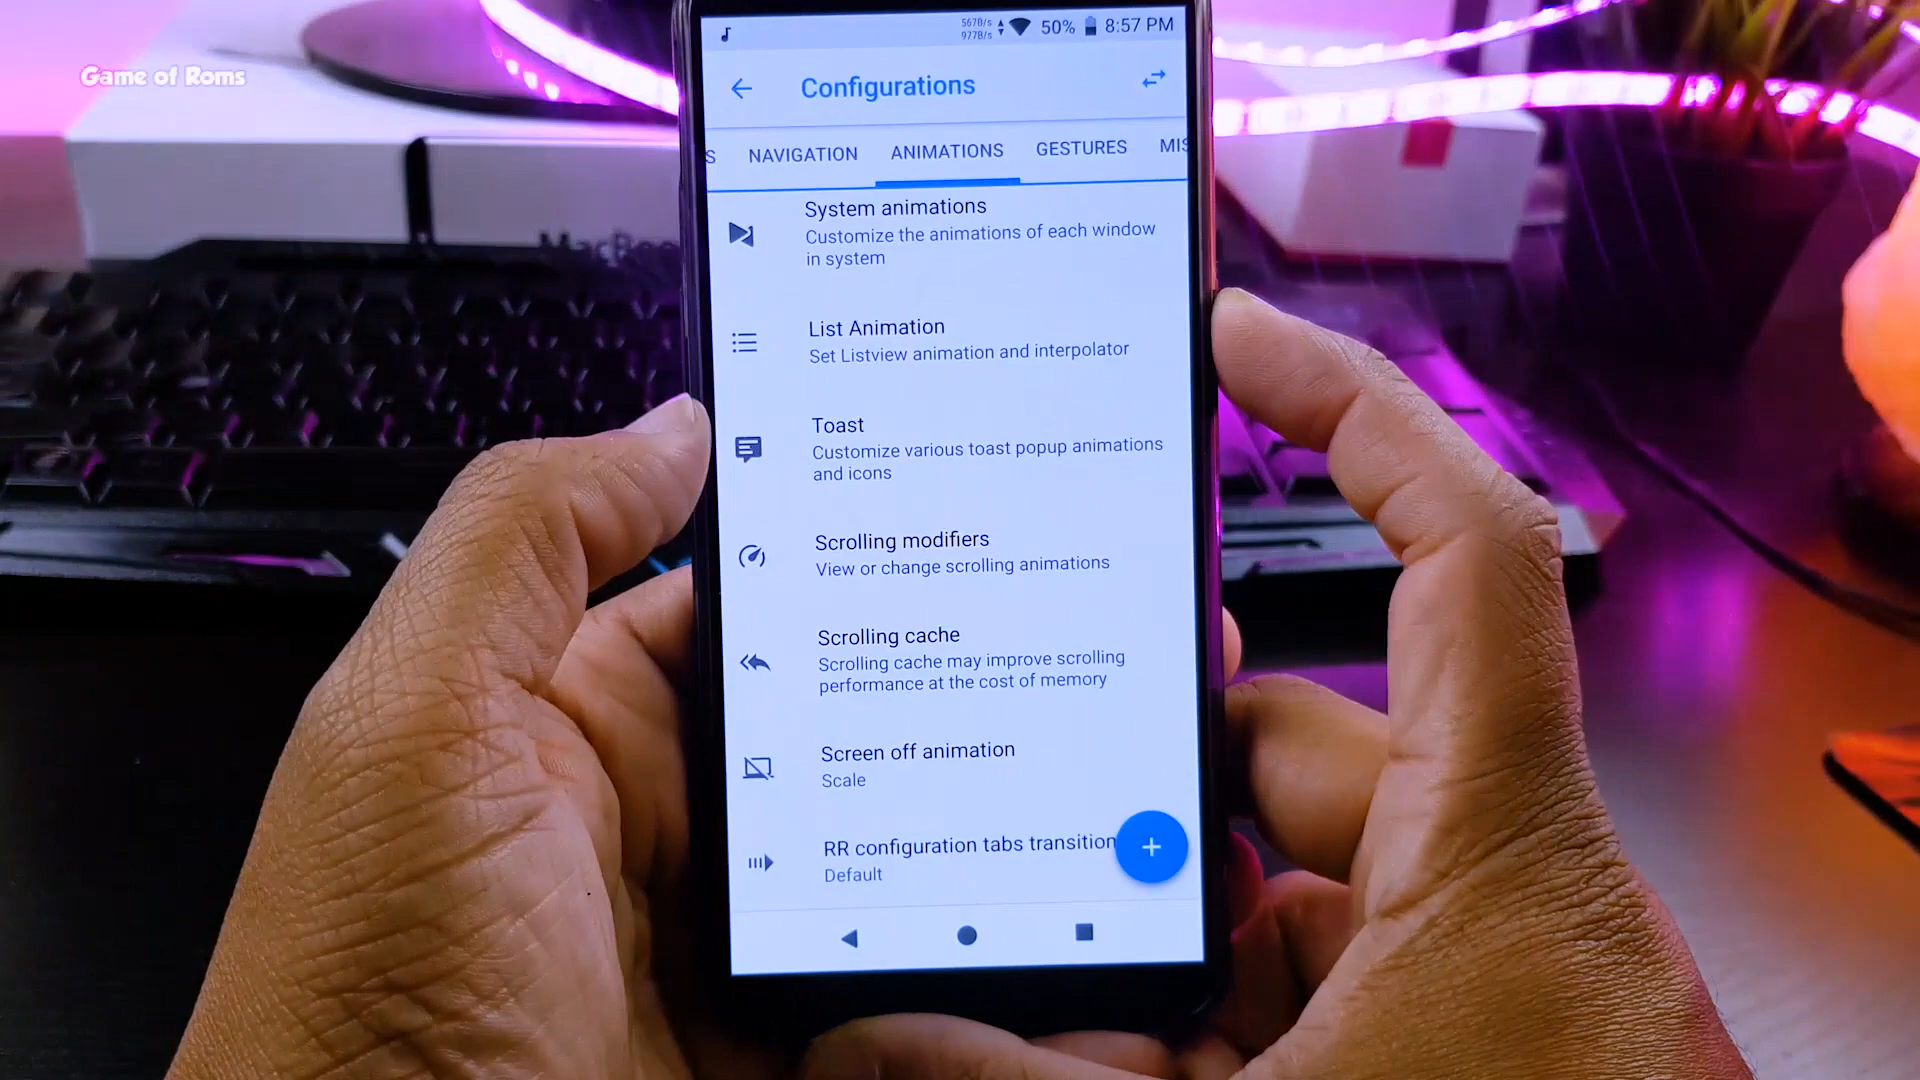 Game of Roms
567B/s
977B/s
50%
8:57 PM
Configurations
S NAVIGATION ANIMATIONS GESTURES MIS
System animations
Customize the animations of each window
in system
List Animation
Set Listview animation and interpolator
Toast
Customize various toast popup animations
and icons
Scrolling modifiers
View or change scrolling animations
Scrolling cache
Scrolling cache may improve scrolling
performance at the cost of memory
Screen off animation
Scale
RR configuration tabs transition
Default